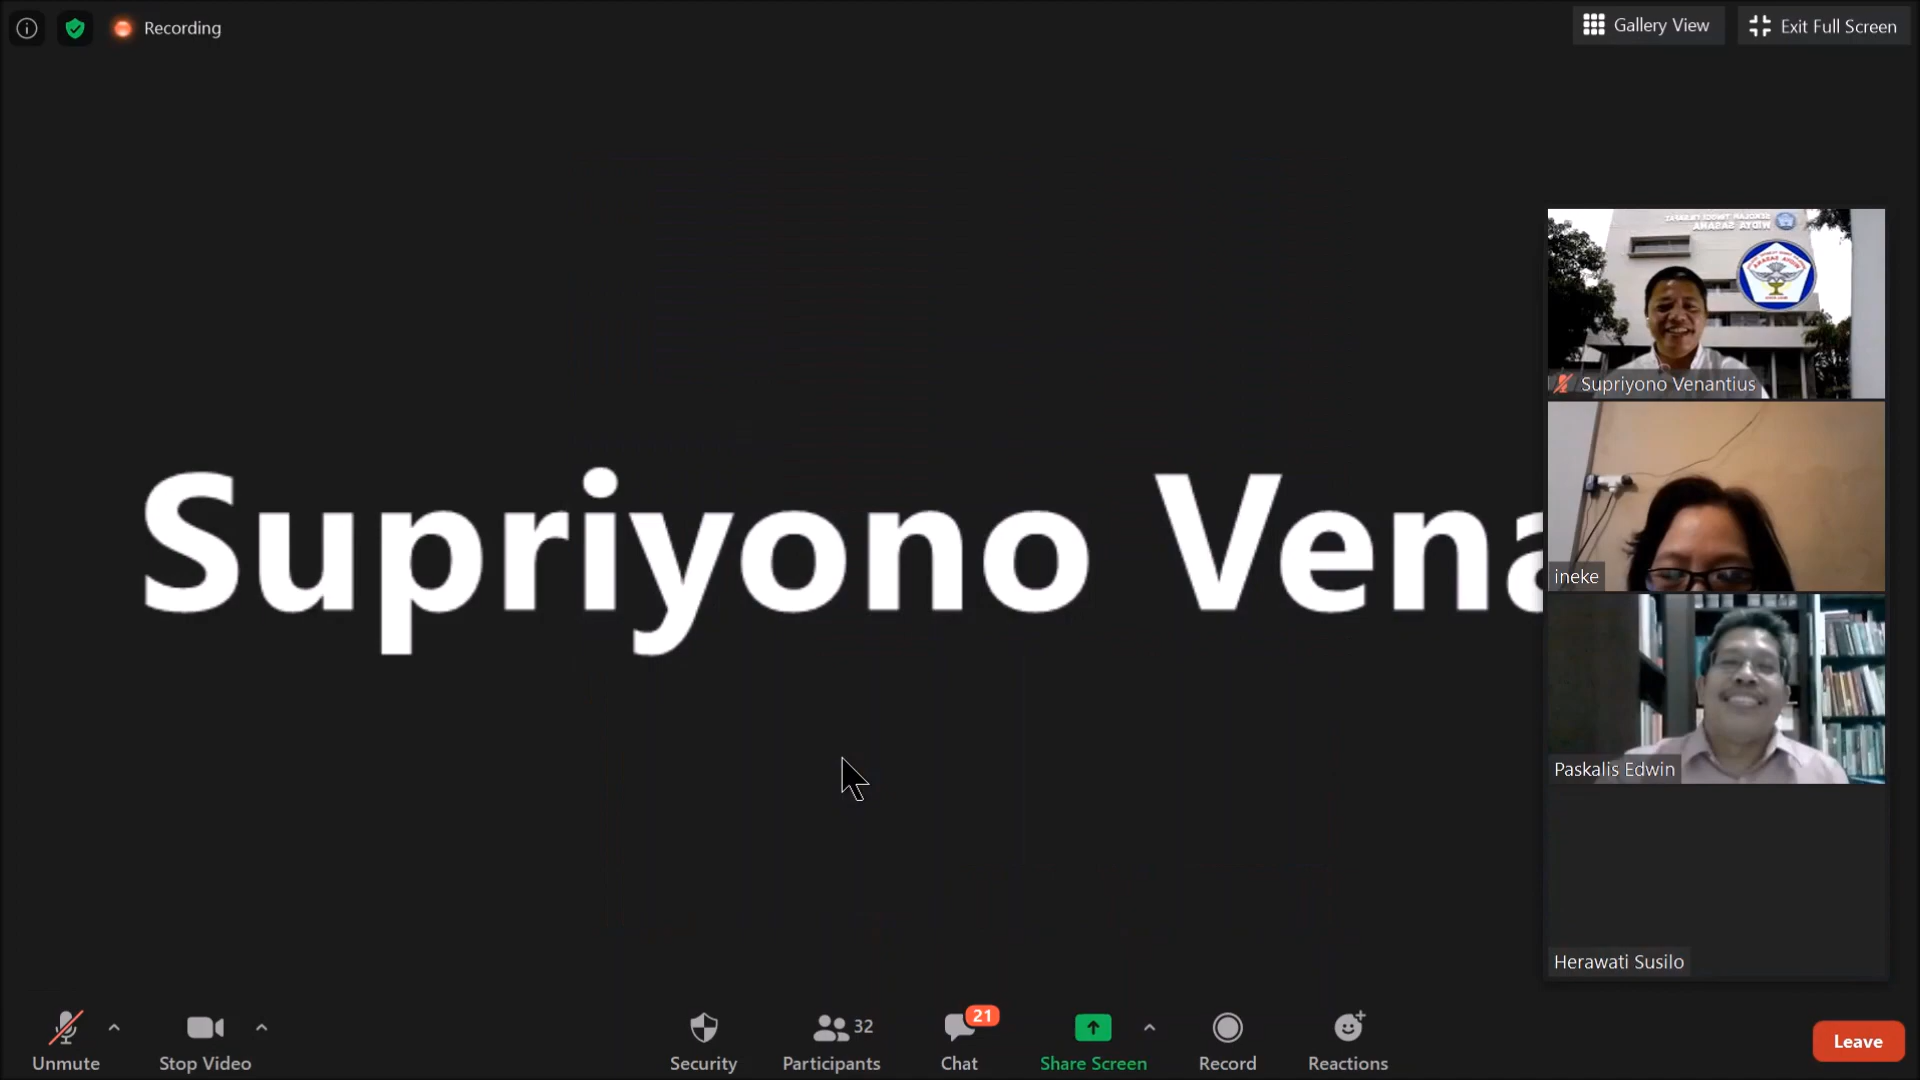 Recording
Gallery View
Exit Full Screen
Supriyono Vena
Supriyono Venantius
ineke
Paskalis Edwin
Herawati Susilo
Unmute
Stop Video
Security
32
Participants
21
Chat
Share Screen
Record
Reactions
Leave